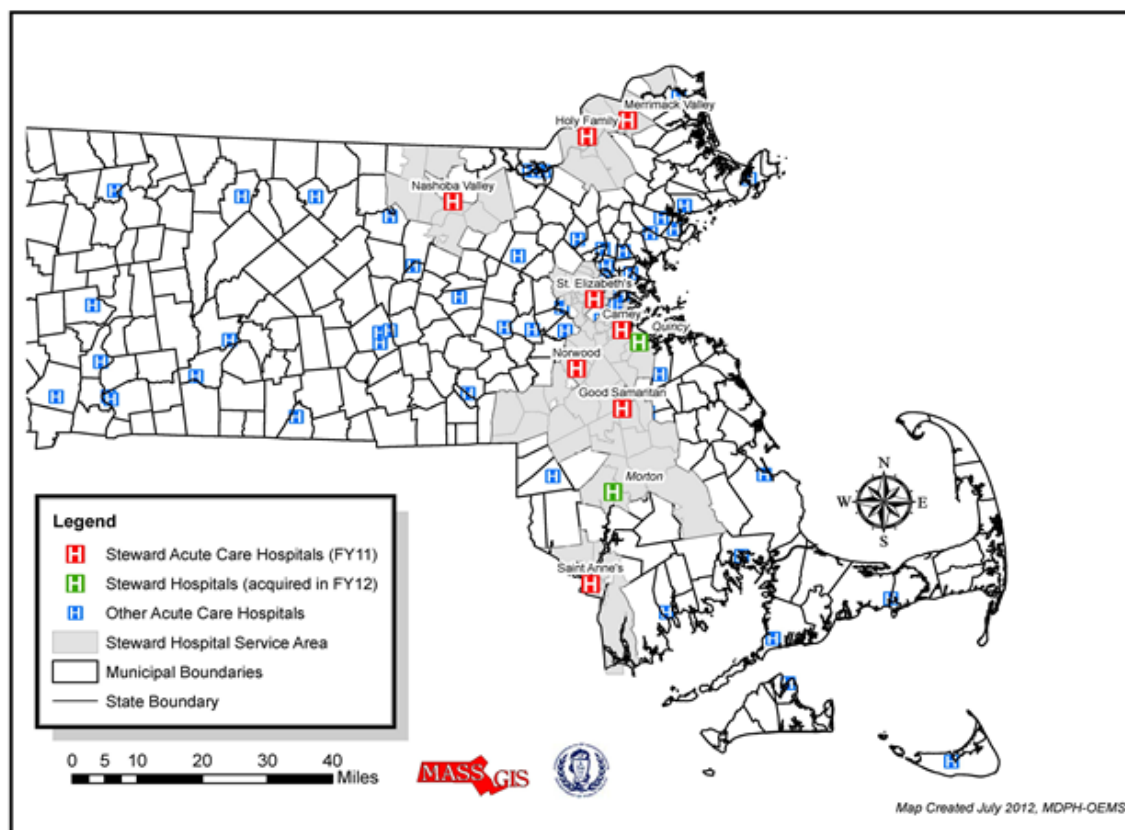 Merrimack Valley
Holy Family
Nashoba Valley
St. Elizabeth's
Carney
Quincy
Norwood
Good Samaritan
Morton
Saint Anne's
N
W E
S
Legend
H Steward Acute Care Hospitals (FY11)
H Steward Hospitals (acquired in FY12)
H Other Acute Care Hospitals
Steward Hospital Service Area
Municipal Boundaries
State Boundary
0 5 10 20 30 40
Miles
MASS GIS
Map Created July 2012, MDPH-OEMS